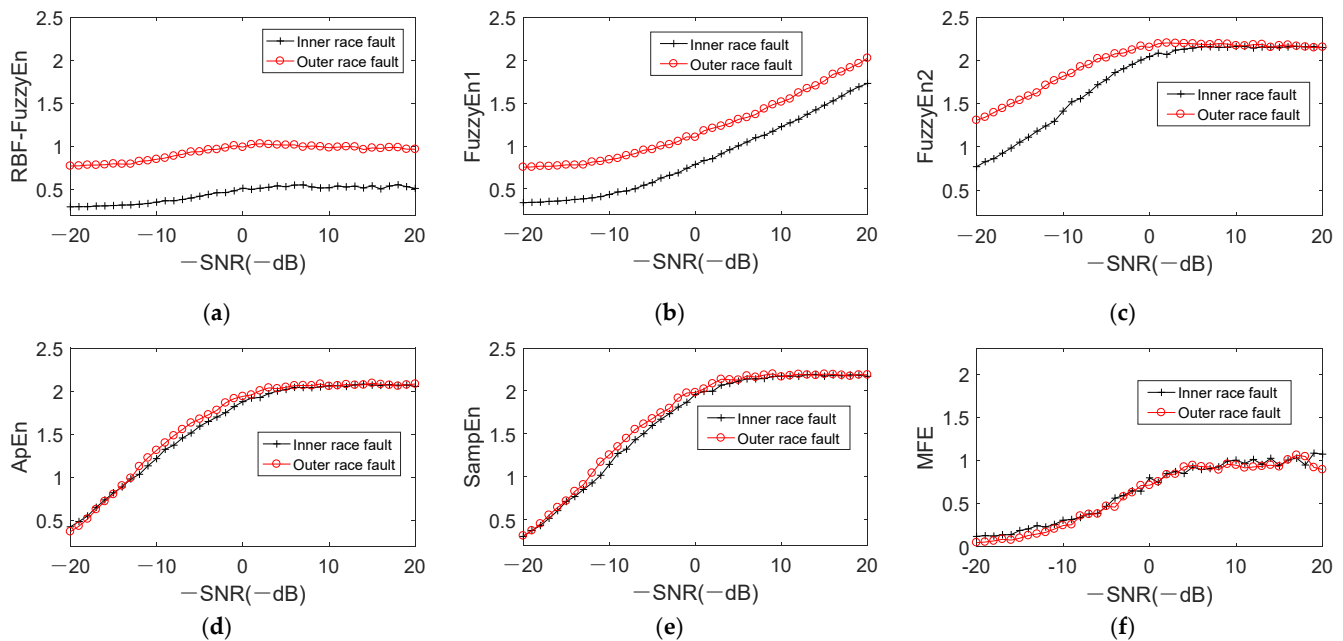 2.5
2
1.5
1
0.5
RBF-FuzzyEn
Inner race fault
Outer race fault
−20
−10
0
10
20
−SNR(−dB)
(a)
2.5
2
1.5
1
0.5
FuzzyEn1
Inner race fault
Outer race fault
−20
−10
0
10
20
−SNR(−dB)
(b)
2.5
2
1.5
1
0.5
FuzzyEn2
Inner race fault
Outer race fault
−20
−10
0
10
20
−SNR(−dB)
(c)
2.5
2
1.5
1
0.5
ApEn
Inner race fault
Outer race fault
−20
−10
0
10
20
−SNR(−dB)
(d)
2.5
2
1.5
1
0.5
SampEn
Inner race fault
Outer race fault
−20
−10
0
10
20
−SNR(−dB)
(e)
2
1.5
1
0.5
0
MFE
Inner race fault
Outer race fault
-20
-10
0
10
20
−SNR(−dB)
(f)